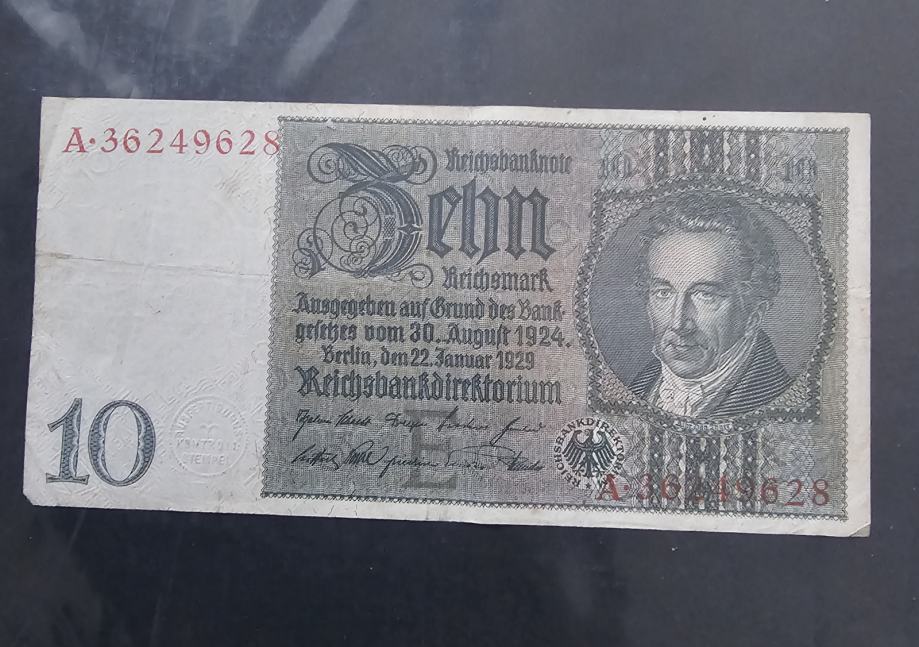 A·36249628
Reichsbanknote
Zehn
Reichsmark
Ausgegeben auf Grund des Bank-
gesetzes vom 30. August 1924.
Berlin, den 22. Januar 1929
Reichsbankdirektorium
E
REICHSBANKDIREKTORIUM
A·36249628
10